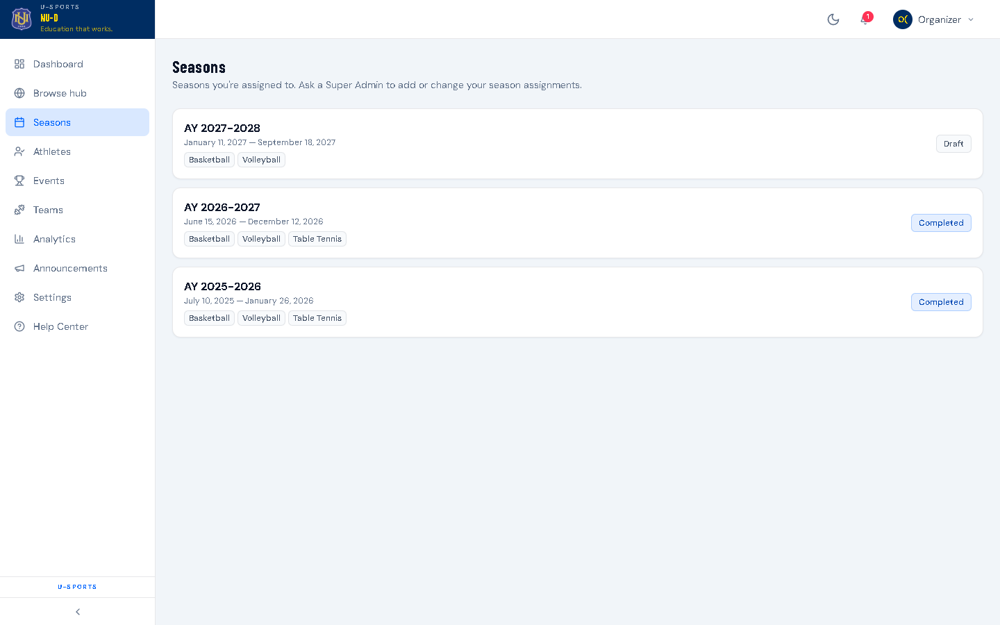 U-SPORTS
NU-D
Education that works.
1
O(
Organizer
Dashboard
Browse hub
Seasons
Athletes
Events
Teams
Analytics
Announcements
Settings
Help Center
U-SPORTS
Seasons
Seasons you're assigned to. Ask a Super Admin to add or change your season assignments.
AY 2027-2028
January 11, 2027 — September 18, 2027
Basketball Volleyball
Draft
AY 2026-2027
June 15, 2026 — December 12, 2026
Basketball Volleyball Table Tennis
Completed
AY 2025-2026
July 10, 2025 — January 26, 2026
Basketball Volleyball Table Tennis
Completed